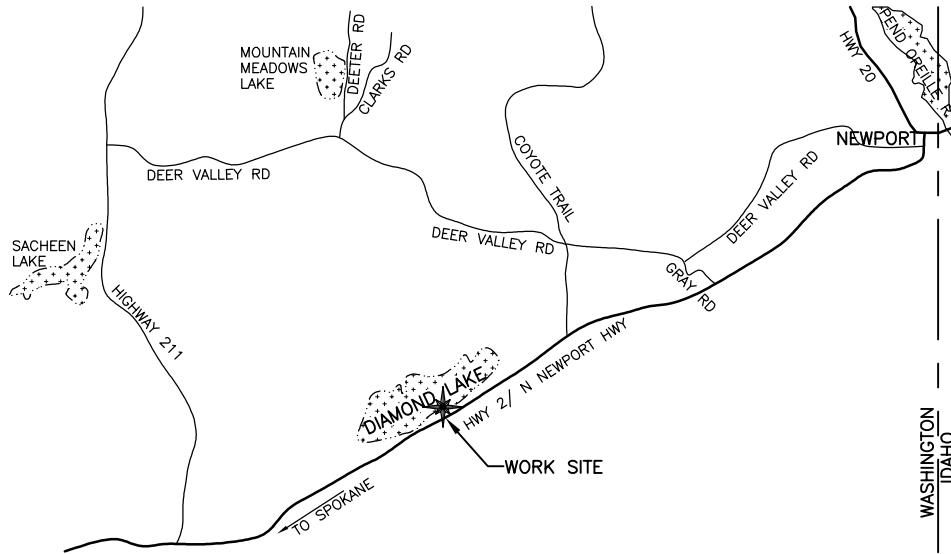 MOUNTAIN
MEADOWS
LAKE
DEETER RD
CLARKS RD
HWY 20
PEND OREILLE R
NEWPORT
DEER VALLEY RD
COYOTE TRAIL
DEER VALLEY RD
DEER VALLEY RD
SACHEEN
LAKE
GRAY RD
HIGHWAY 211
DIAMOND LAKE
HWY 2/ N NEWPORT HWY
WORK SITE
TO SPOKANE
WASHINGTON
IDAHO